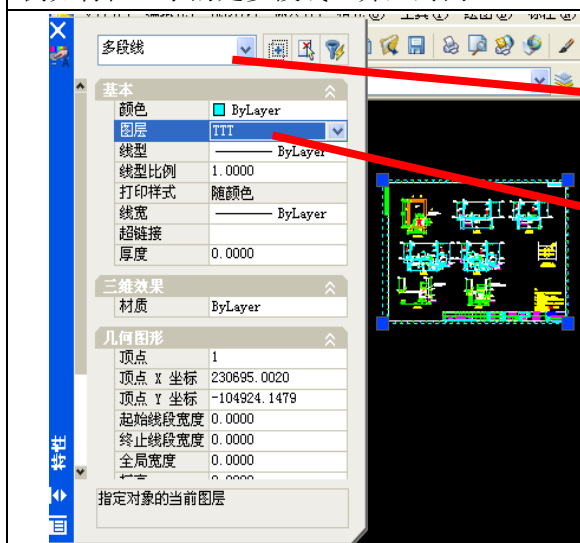 多段线
基本
颜色 ByLayer
图层 TTT
线型 ByLayer
线型比例 1.0000
打印样式 随颜色
线宽 ByLayer
超链接
厚度 0.0000
三维效果
材质 ByLayer
几何图形
顶点 1
顶点 X 坐标 230695.0020
顶点 Y 坐标 -104924.1479
起始线段宽度 0.0000
终止线段宽度 0.0000
全局宽度 0.0000
特性
指定对象的当前图层